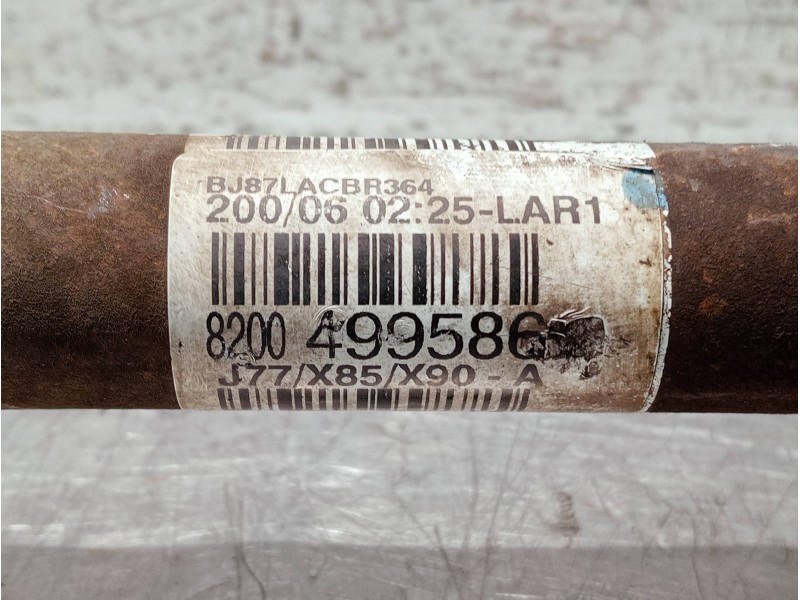 BJ87LACBR364
200/06 02:25-LAR1
8200 499586
J77/X85/X90 - A